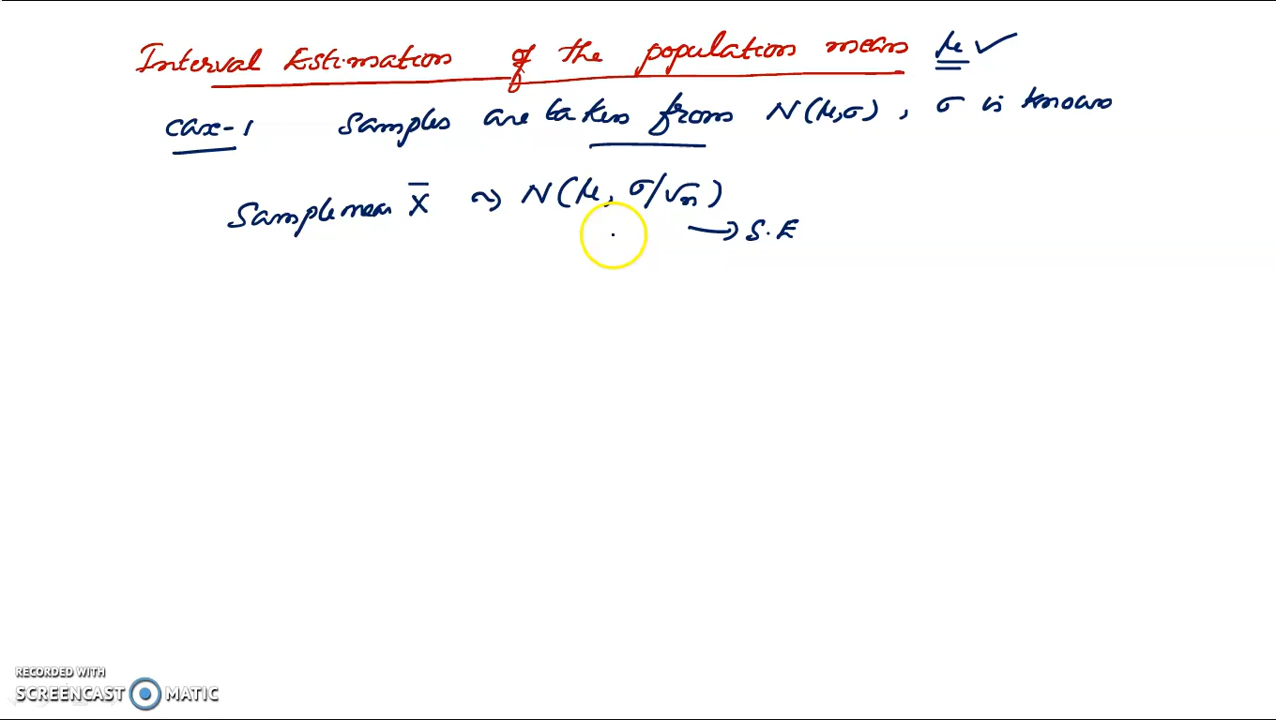 Interval Estimation of the population mean μ ✓
case-1 Samples are taken from N(μ,σ), σ is known
Sample mean X̅ ~> N(μ, σ/√n)
→ S.E
RECORDED WITH
SCREENCAST MATIC